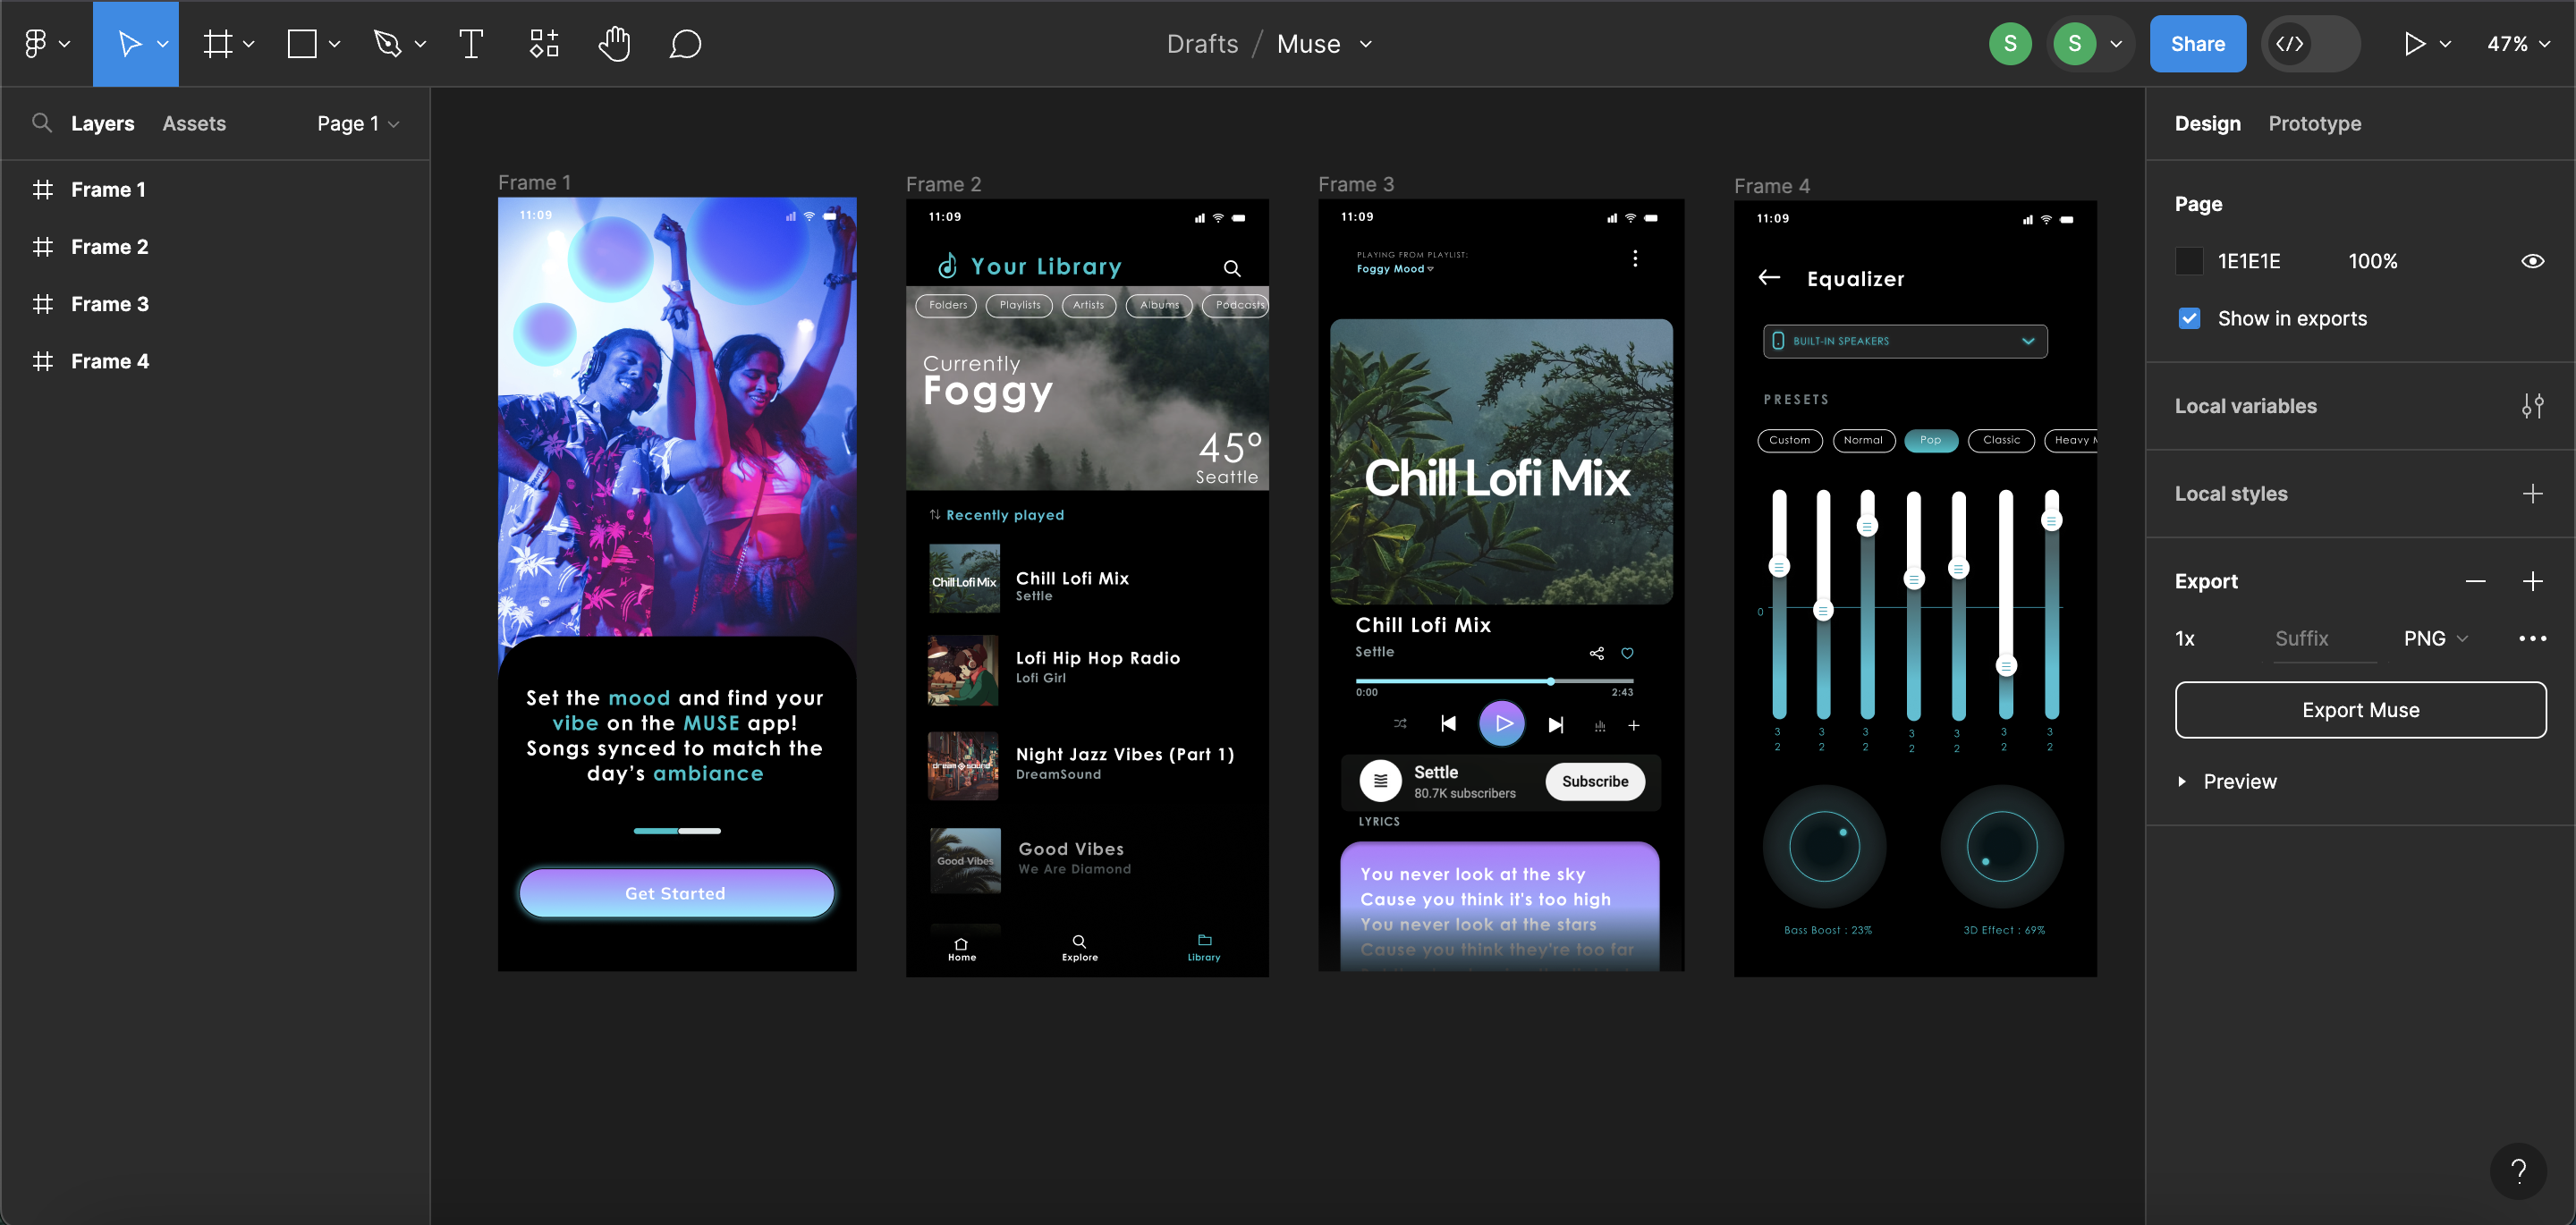 Drafts / Muse
S
S
Share
47%
Layers
Assets
Page 1
Frame 1
Frame 2
Frame 3
Frame 4
Frame 1
11:09
Set the mood and find your
vibe on the MUSE app!
Songs synced to match the
day's ambiance
Get Started
Frame 2
11:09
Your Library
Folders
Playlists
Artists
Albums
Podcasts
Currently
Foggy
45°
Seattle
Recently played
Chill Lofi Mix
Chill Lofi Mix
Settle
Lofi Hip Hop Radio
Lofi Girl
dream sound
Night Jazz Vibes (Part 1)
DreamSound
Good Vibes
Good Vibes
We Are Diamond
Home
Explore
Library
Frame 3
11:09
PLAYING FROM PLAYLIST:
Foggy Mood
Chill Lofi Mix
Chill Lofi Mix
Settle
0:00
2:43
Settle
80.7K subscribers
Subscribe
LYRICS
You never look at the sky
Cause you think it's too high
You never look at the stars
Cause you think they're too far
Frame 4
11:09
Equalizer
BUILT-IN SPEAKERS
PRESETS
Custom
Normal
Pop
Classic
Heavy M
0
3 3 3 3 3 3 3
2 2 2 2 2 2 2
Bass Boost : 23%
3D Effect : 69%
Design
Prototype
Page
1E1E1E
100%
Show in exports
Local variables
Local styles
Export
1x
Suffix
PNG
Export Muse
Preview
?